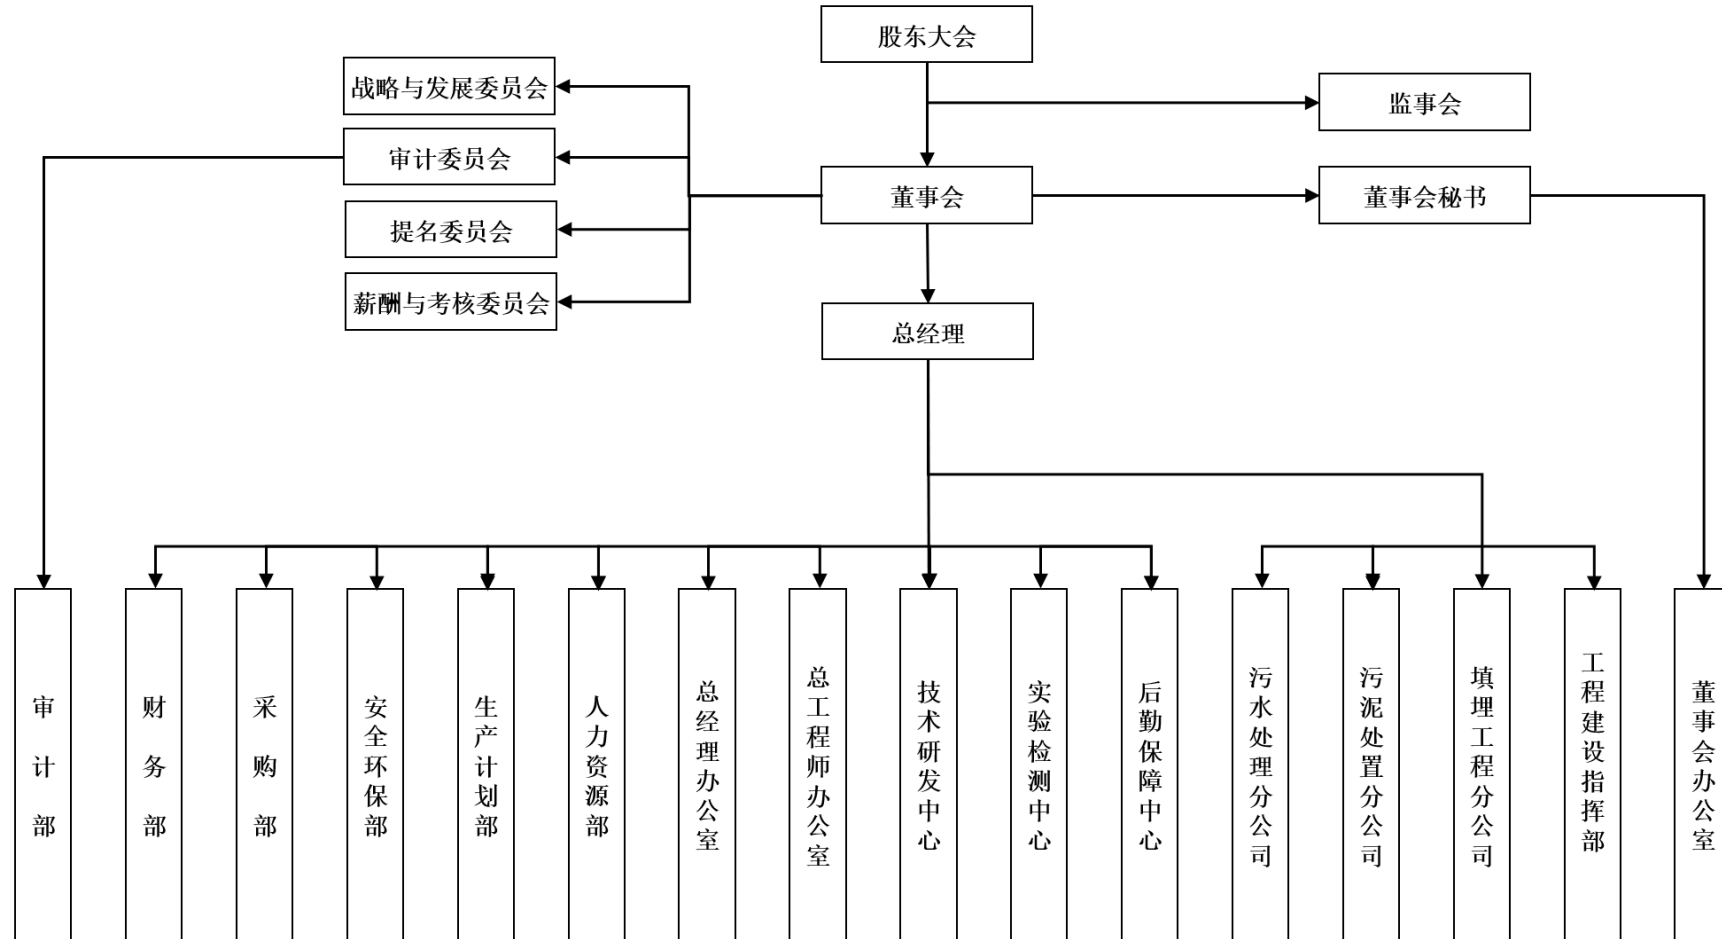 股东大会
战略与发展委员会
监事会
审计委员会
董事会
董事会秘书
提名委员会
薪酬与考核委员会
总经理
审计部
财务部
采购部
安全环保部
生产计划部
人力资源部
总经理办公室
总工程师办公室
技术研发中心
实验检测中心
后勤保障中心
污水处理分公司
污泥处置分公司
填埋工程分公司
工程建设指挥部
董事会办公室